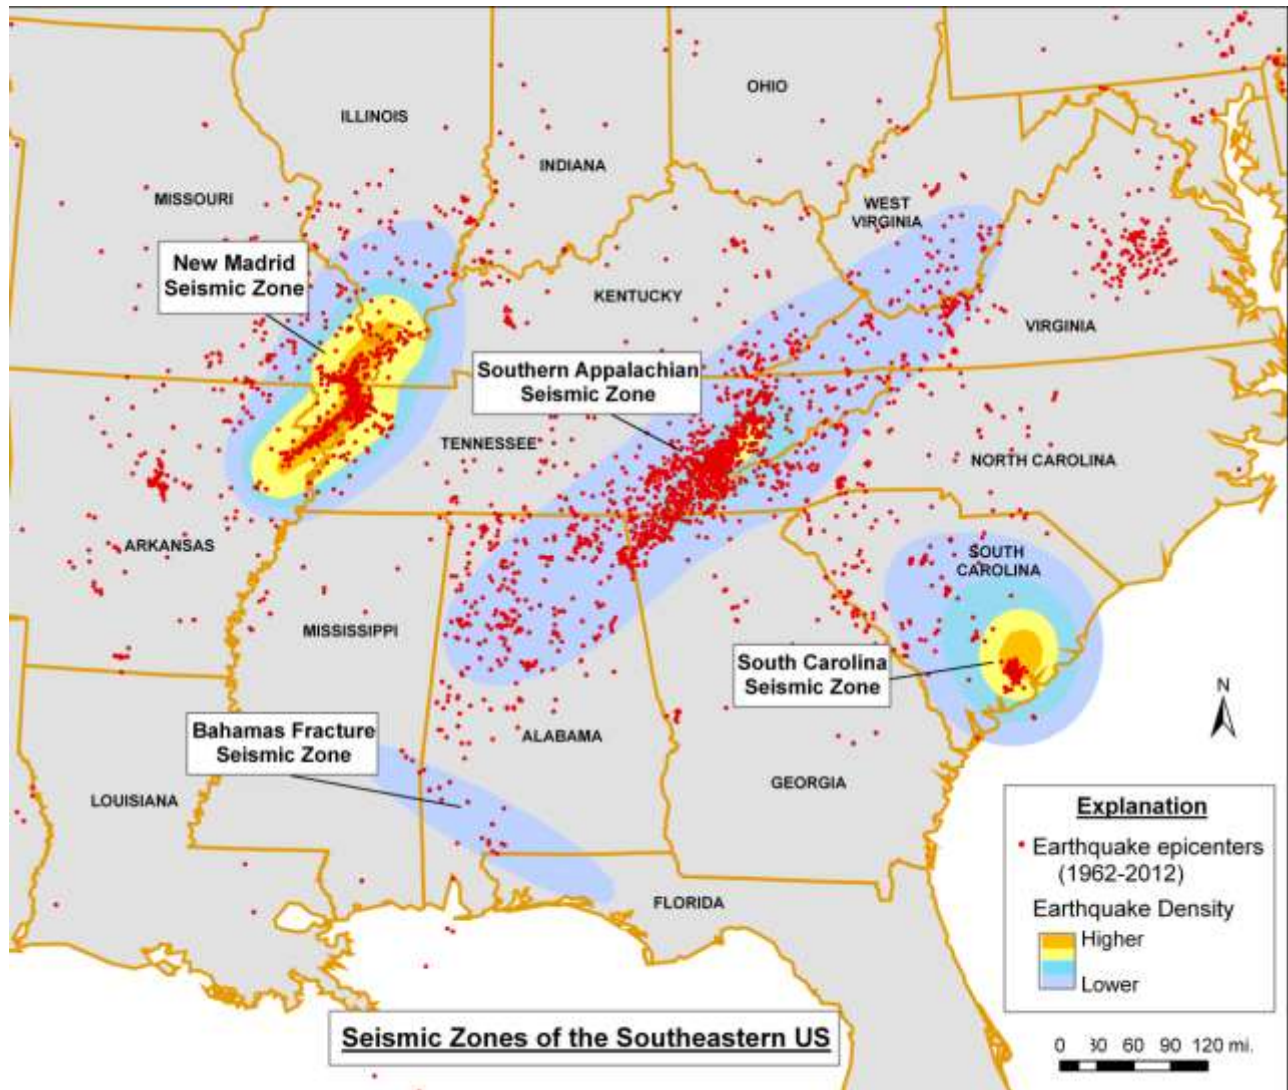 OHIO
ILLINOIS
INDIANA
MISSOURI
WEST
VIRGINIA
New Madrid
Seismic Zone
KENTUCKY
VIRGINIA
Southern Appalachian
Seismic Zone
TENNESSEE
NORTH CAROLINA
ARKANSAS
SOUTH
CAROLINA
MISSISSIPPI
South Carolina
Seismic Zone
N
Bahamas Fracture
Seismic Zone
ALABAMA
GEORGIA
LOUISIANA
FLORIDA
Explanation
Earthquake epicenters
(1962-2012)
Earthquake Density
Higher
Lower
Seismic Zones of the Southeastern US
0 30 60 90 120 mi.